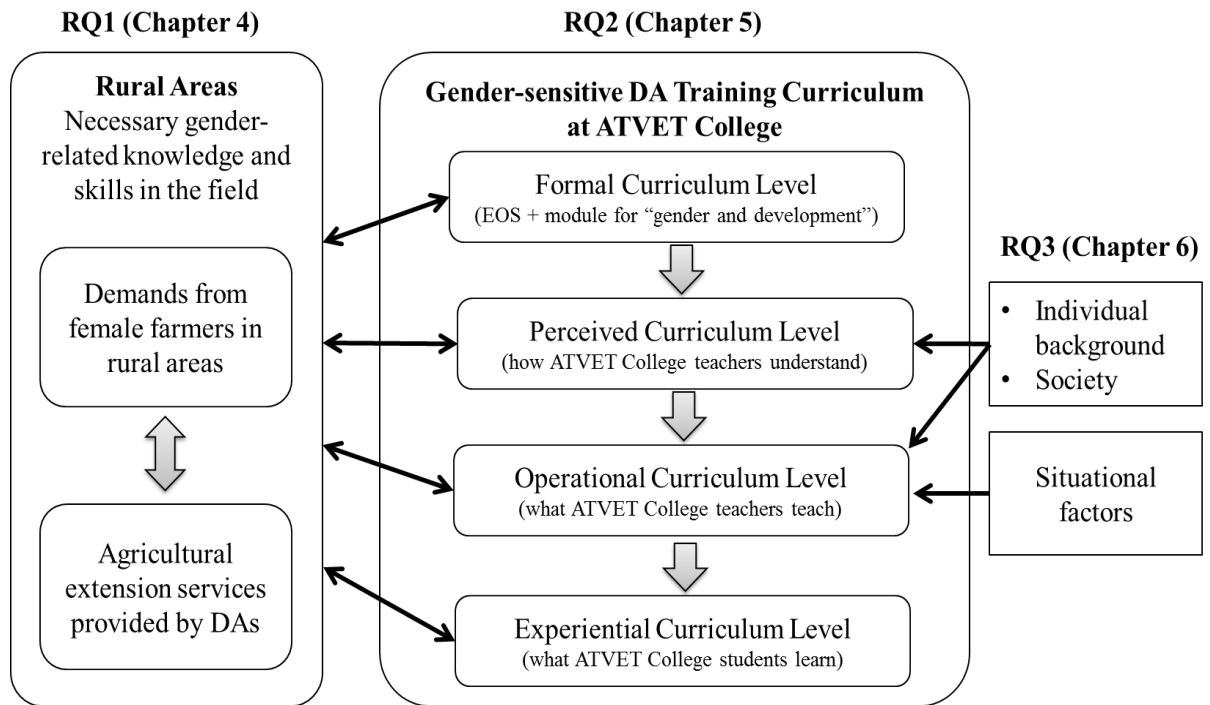 RQ1 (Chapter 4)
Rural Areas
Necessary gender-
related knowledge and
skills in the field
Demands from
female farmers in
rural areas
Agricultural
extension services
provided by DAs
RQ2 (Chapter 5)
Gender-sensitive DA Training Curriculum
at ATVET College
Formal Curriculum Level
(EOS + module for “gender and development”)
Perceived Curriculum Level
(how ATVET College teachers understand)
Operational Curriculum Level
(what ATVET College teachers teach)
Experiential Curriculum Level
(what ATVET College students learn)
RQ3 (Chapter 6)
• Individual
background
• Society
Situational
factors